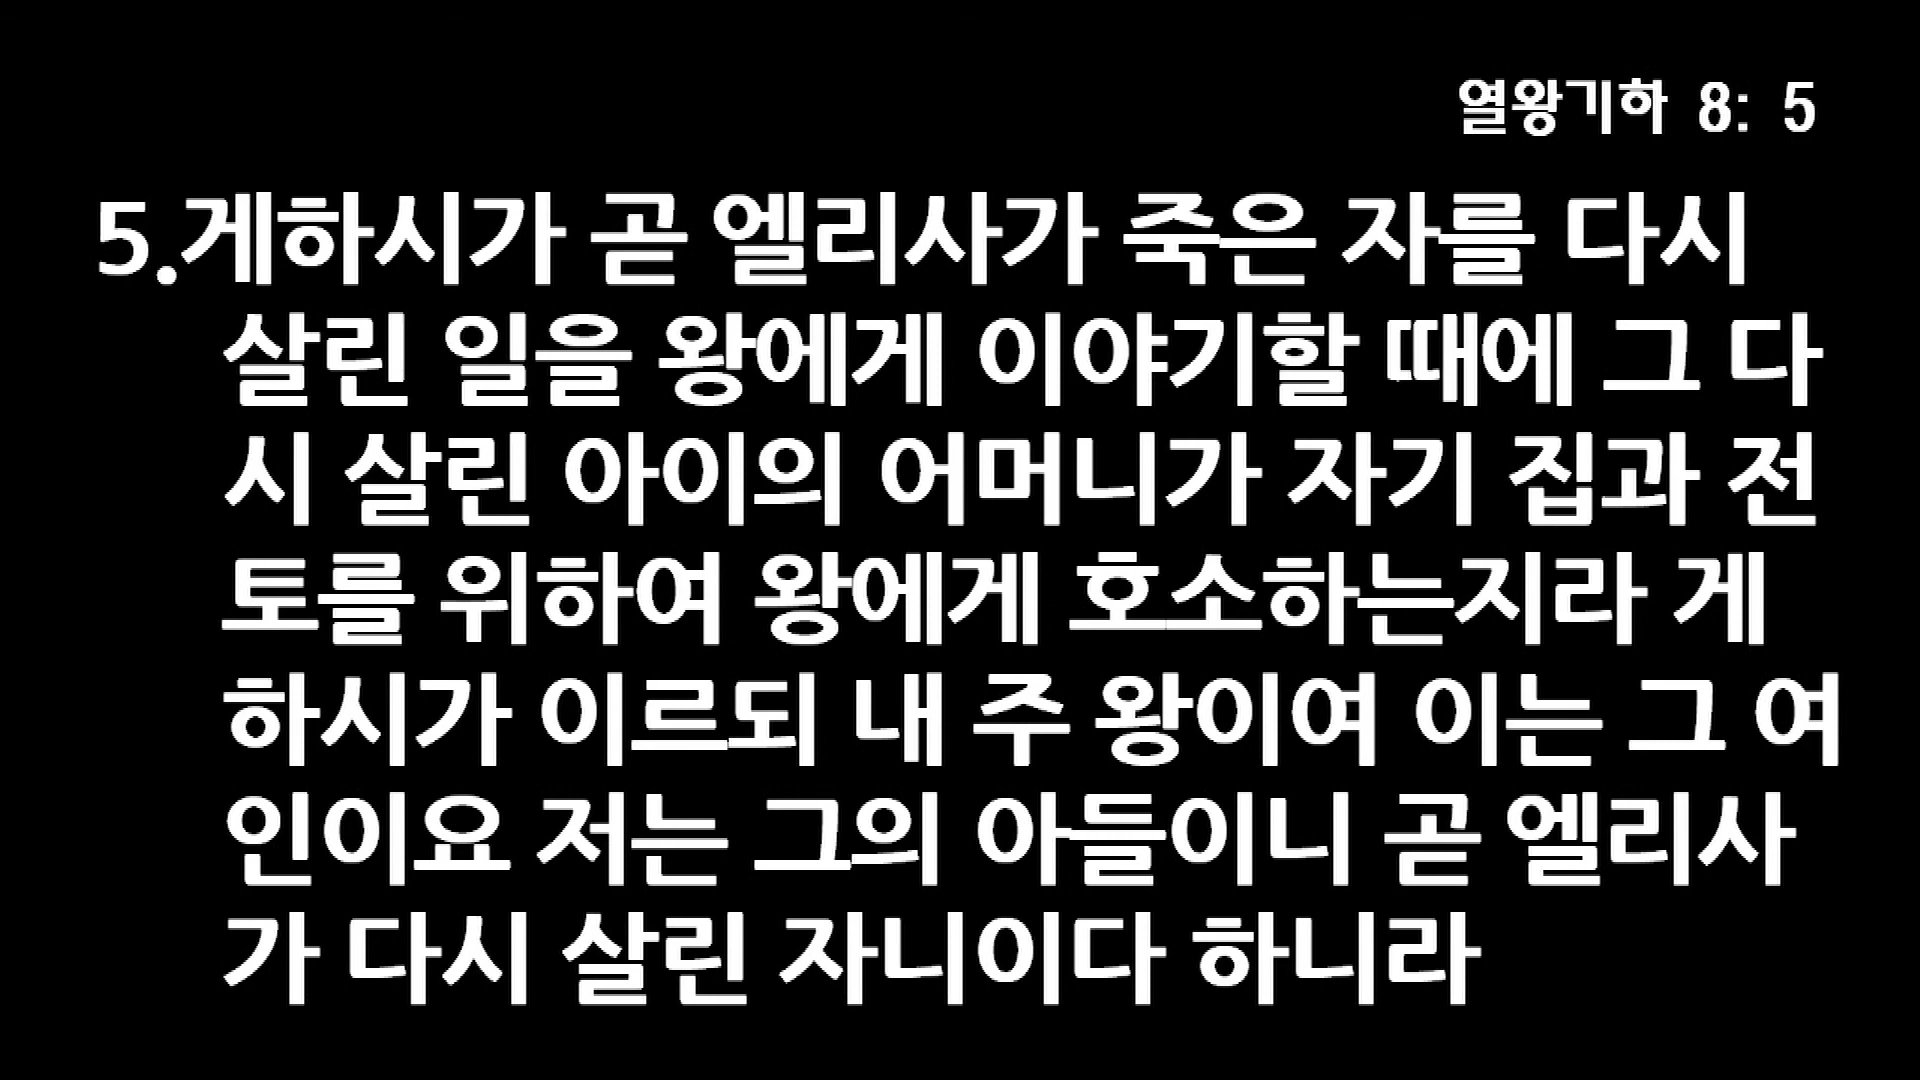 열왕기하 8: 5
5.게하시가 곧 엘리사가 죽은 자를 다시
살린 일을 왕에게 이야기할 때에 그 다
시 살린 아이의 어머니가 자기 집과 전
토를 위하여 왕에게 호소하는지라 게
하시가 이르되 내 주 왕이여 이는 그 여
인이요 저는 그의 아들이니 곧 엘리사
가 다시 살린 자니이다 하니라